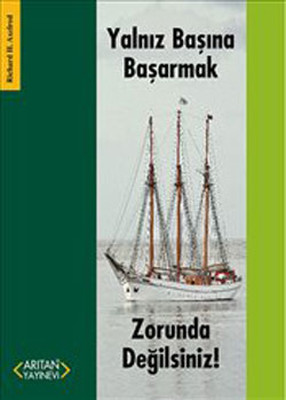 Richard H. Axelrod
Yalnız Başına
Başarmak
Zorunda
Değilsiniz!
ARITAN
YAYINEVİ